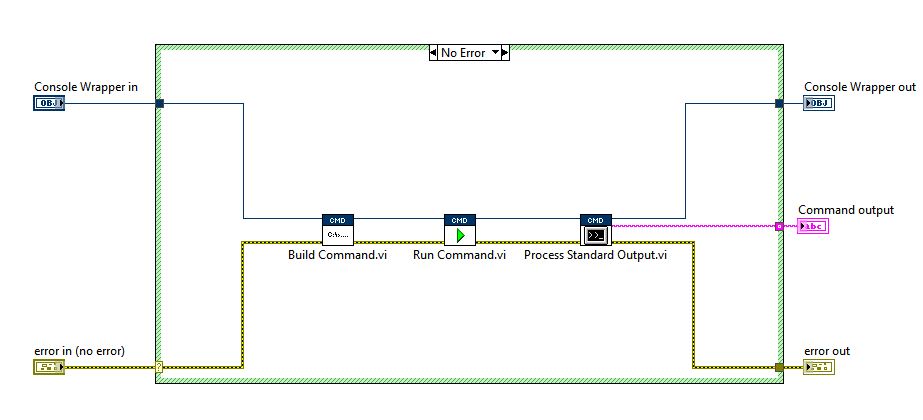 No Error
Console Wrapper in
Console Wrapper out
OBJ
OBJ
Command output
abc
CMD
CMD
CMD
C:\>...
Build Command.vi
Run Command.vi
Process Standard Output.vi
error in (no error)
error out
?